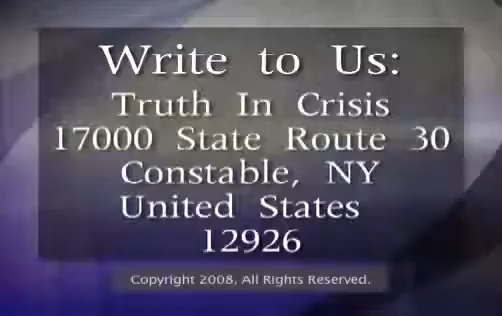 Write to Us:
Truth In Crisis
17000 State Route 30
Constable, NY
United States
12926
Copyright 2008, All Rights Reserved.